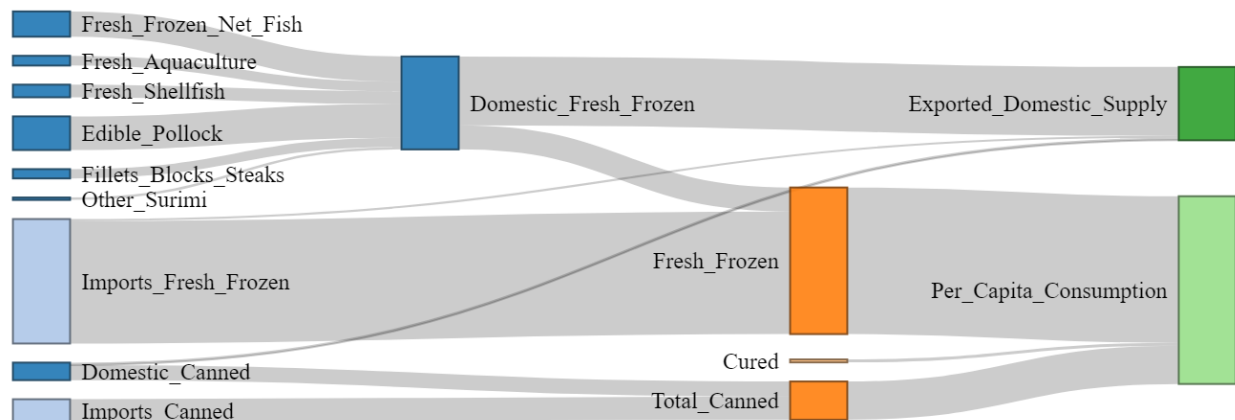 Fresh_Frozen_Net_Fish
Fresh_Aquaculture
Fresh_Shellfish
Edible_Pollock
Fillets_Blocks_Steaks
Other_Surimi
Imports_Fresh_Frozen
Domestic_Canned
Imports_Canned
Domestic_Fresh_Frozen
Fresh_Frozen
Cured
Total_Canned
Exported_Domestic_Supply
Per_Capita_Consumption